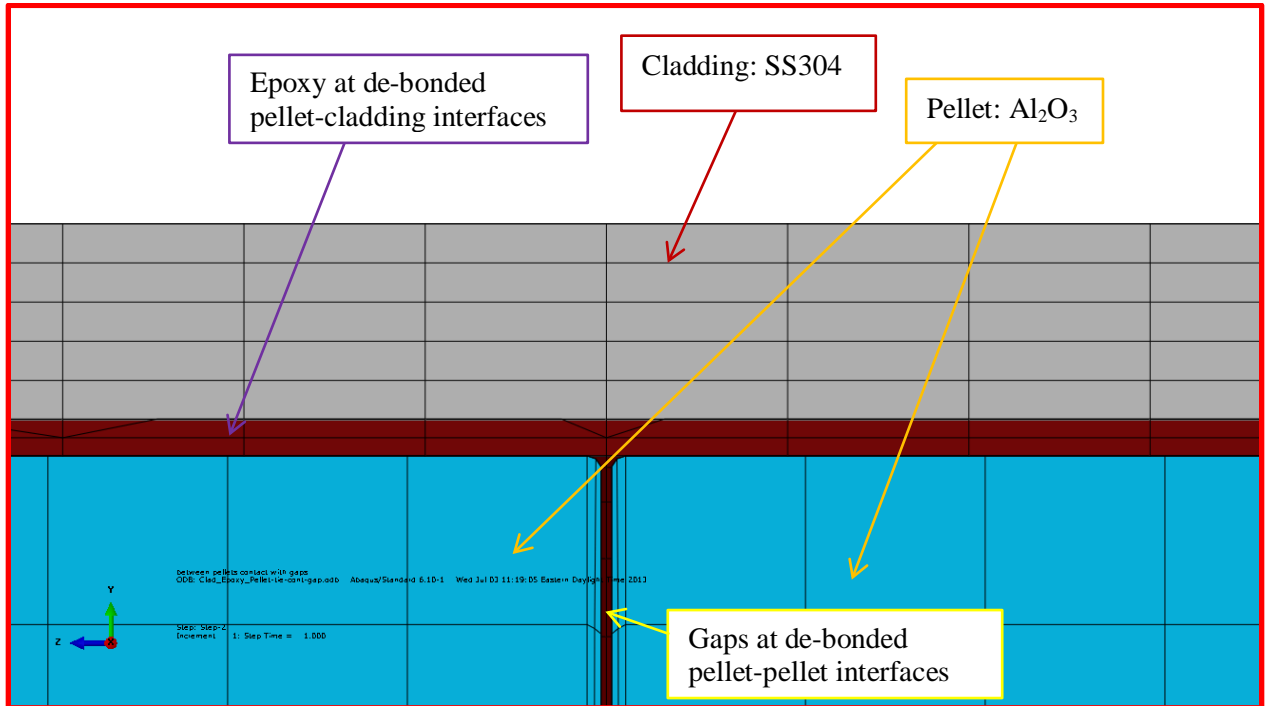 Epoxy at de-bonded
pellet-cladding interfaces
Cladding: SS304
Pellet: Al₂O₃
between pellets contact with gaps
ODB: Clad_Epoxy_Pellet-tie-cont-gap.odb Abaqus/Standard 6.10-1 Wed Jul 03 11:19:05 Eastern Daylight Time 2013
Y
Z
X
Step: Step-2
Increment 1: Step Time = 1.000
Gaps at de-bonded
pellet-pellet interfaces